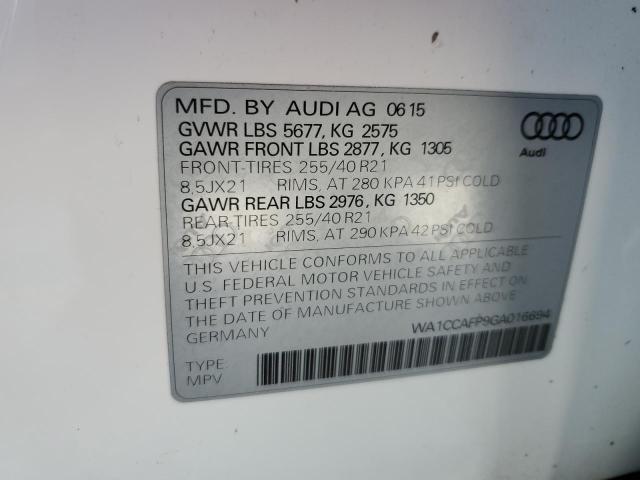 MFD. BY AUDI AG 06 15
GVWR LBS 5677, KG 2575
GAWR FRONT LBS 2877, KG 1305
FRONT-TIRES 255/40 R21
8,5JX21 RIMS, AT 280 KPA 41 PSI COLD
GAWR REAR LBS 2976, KG 1350
REAR-TIRES 255/40 R21
8,5JX21 RIMS, AT 290 KPA 42 PSI COLD
Audi
THIS VEHICLE CONFORMS TO ALL APPLICABLE
U.S. FEDERAL MOTOR VEHICLE SAFETY AND
THEFT PREVENTION STANDARDS IN EFFECT ON
THE DATE OF MANUFACTURE SHOWN ABOVE.
GERMANY
WA1CCAFP9GA016694
TYPE:
MPV